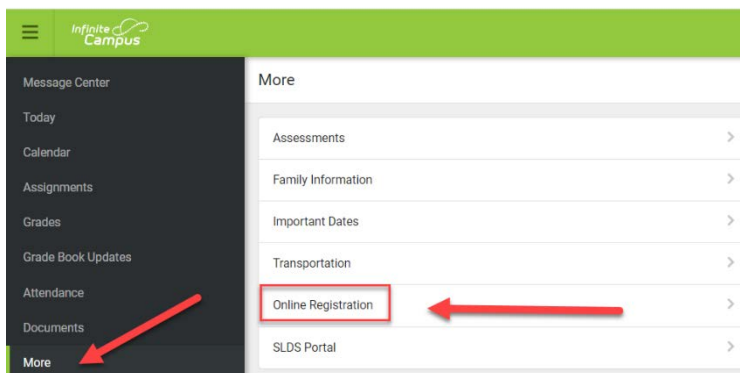 Infinite
Campus
Message Center
Today
Calendar
Assignments
Grades
Grade Book Updates
Attendance
Documents
More
More
Assessments
Family Information
Important Dates
Transportation
Online Registration
SLDS Portal